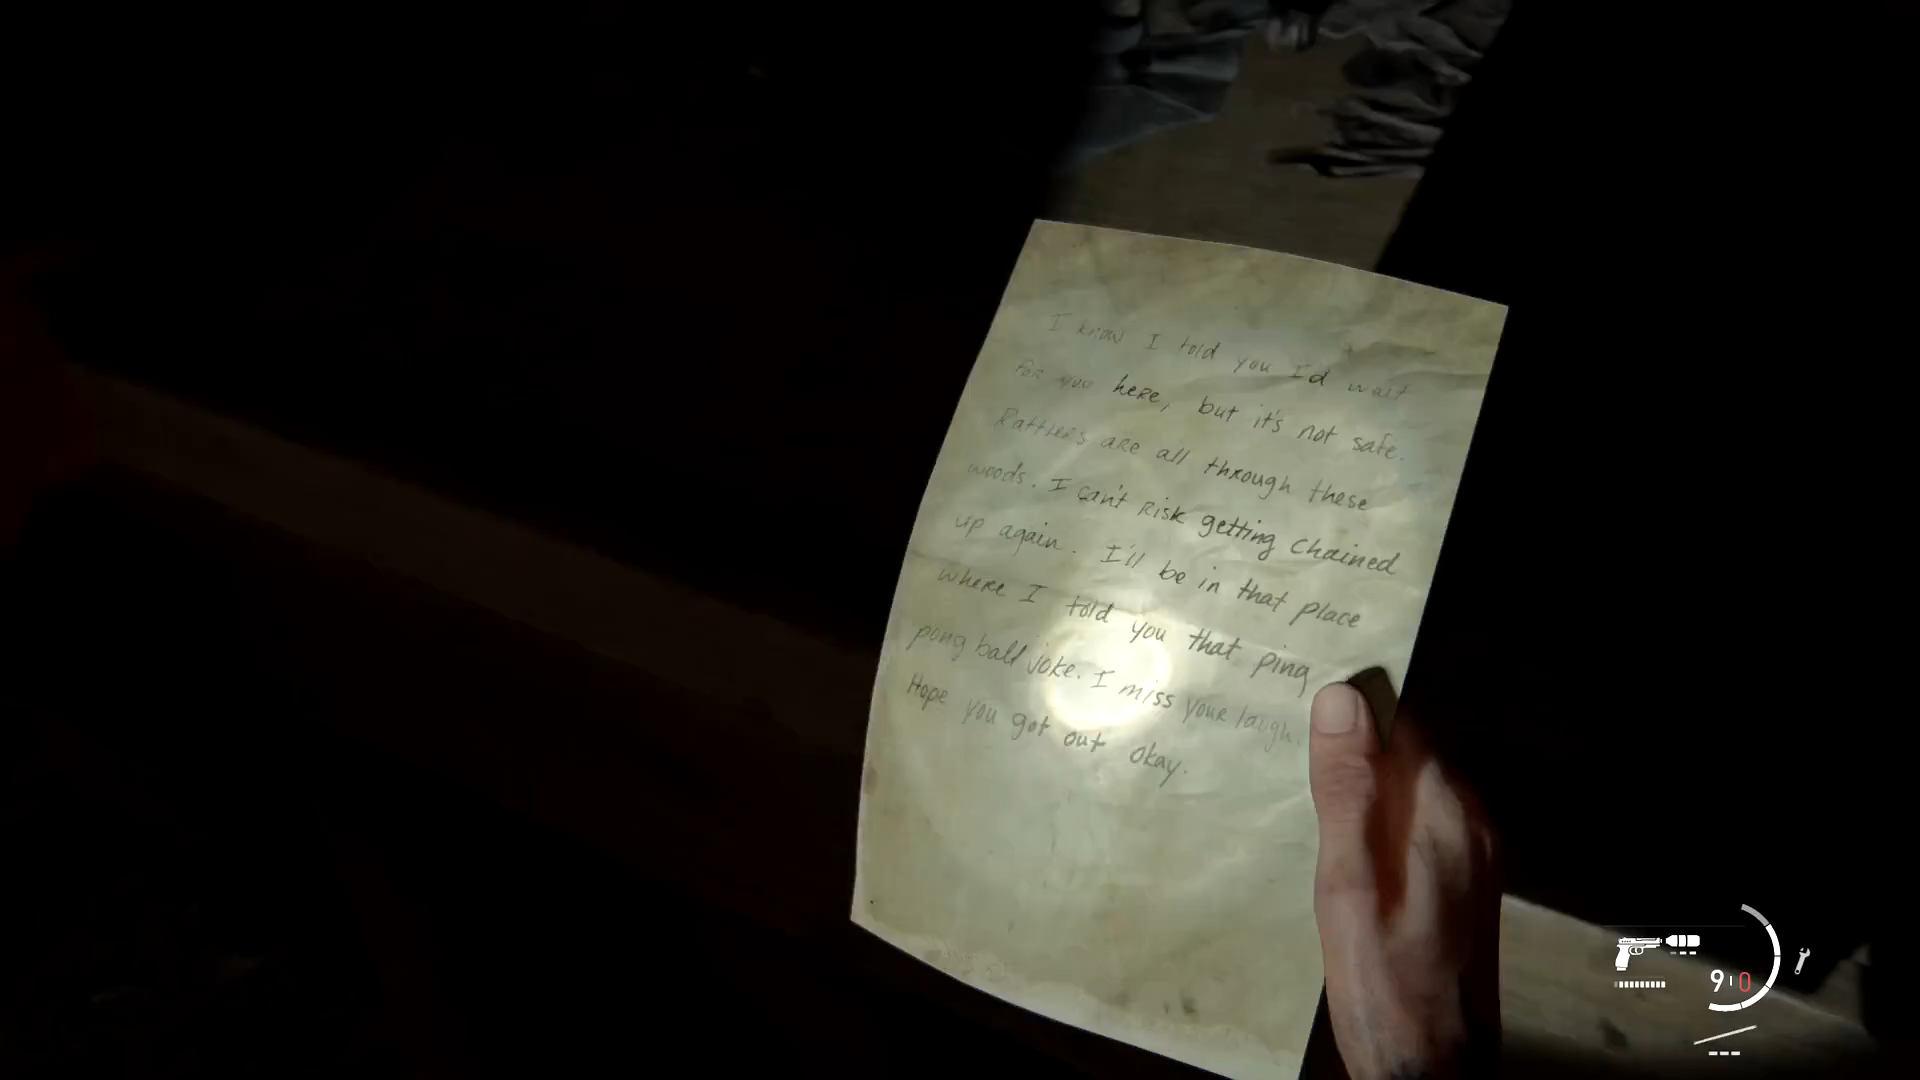 I know I told you I'd wait
for you here, but it's not safe.
Rattlers are all through these
woods. I can't risk getting chained
up again. I'll be in that place
where I told you that ping
pong ball joke. I miss your laugh.
Hope you got out okay.
9 | 0